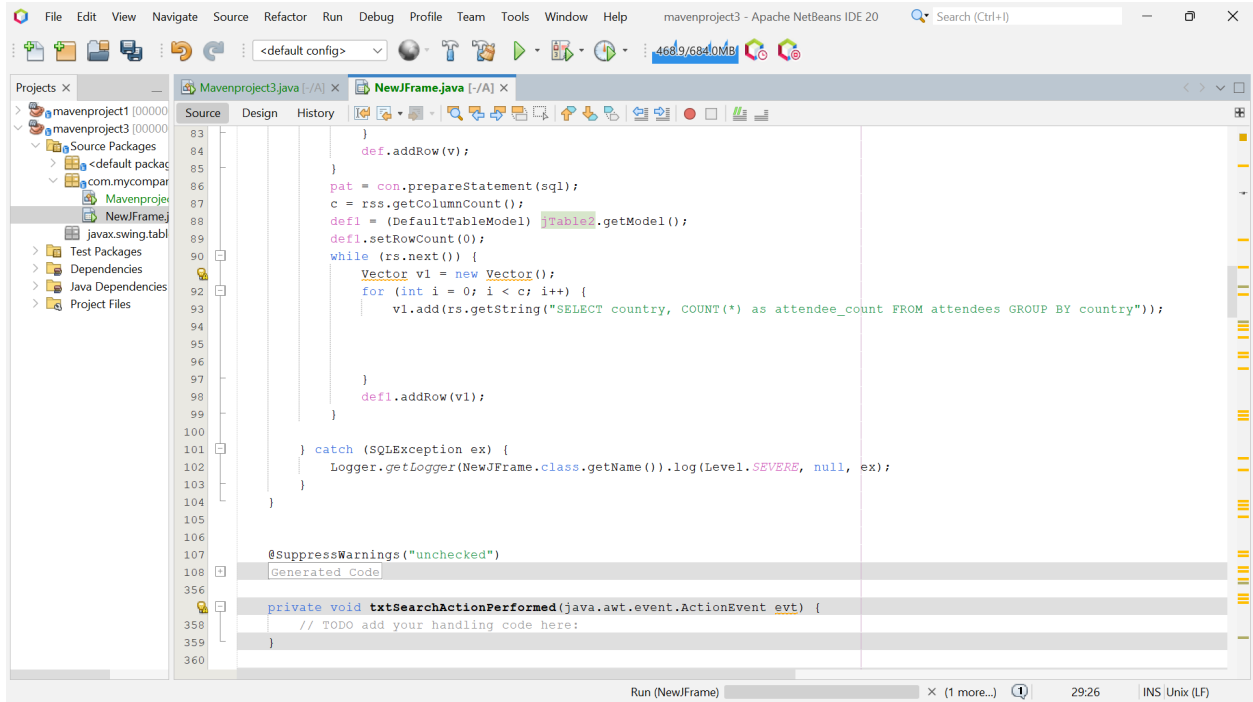 File Edit View Navigate Source Refactor Run Debug Profile Team Tools Window Help mavenproject3 - Apache NetBeans IDE 20 Search (Ctrl+I)
<default config> 468.9/684.0MB
Projects Mavenproject3.java [-/A] NewJFrame.java [-/A]
Source Design History
mavenproject1 [00000
mavenproject3 [00000
Source Packages
<default packag
com.mycompar
Mavenprojec
NewJFrame.j
javax.swing.tabl
Test Packages
Dependencies
Java Dependencies
Project Files
83 }
84 def.addRow(v);
85 }
86 pat = con.prepareStatement(sql);
87 c = rss.getColumnCount();
88 def1 = (DefaultTableModel) jTable2.getModel();
89 def1.setRowCount(0);
90 while (rs.next()) {
Vector v1 = new Vector();
92 for (int i = 0; i < c; i++) {
93 v1.add(rs.getString("SELECT country, COUNT(*) as attendee_count FROM attendees GROUP BY country"));
94
95
96
97 }
98 def1.addRow(v1);
99 }
100
101 } catch (SQLException ex) {
102 Logger.getLogger(NewJFrame.class.getName()).log(Level.SEVERE, null, ex);
103 }
104 }
105
106
107 @SuppressWarnings("unchecked")
108 Generated Code
356
private void txtSearchActionPerformed(java.awt.event.ActionEvent evt) {
358 // TODO add your handling code here:
359 }
360
Run (NewJFrame) (1 more...) 1 29:26 INS Unix (LF)